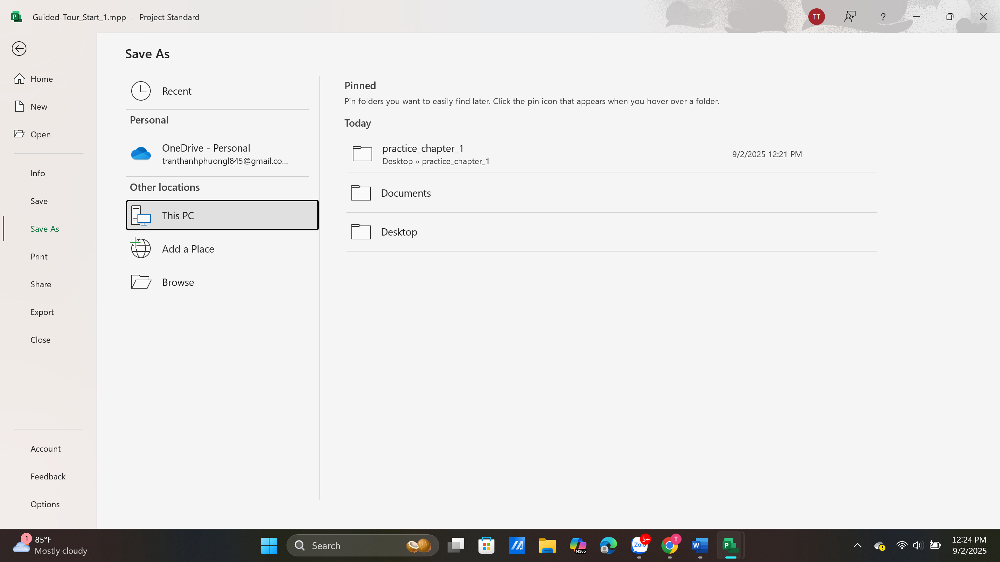 Guided-Tour_Start_1.mpp - Project Standard
TT
?
Home
New
Open
Info
Save
Save As
Print
Share
Export
Close
Account
Feedback
Options
Save As
Recent
Personal
OneDrive - Personal
tranthanhphuongl845@gmail.co...
Other locations
This PC
Add a Place
Browse
Pinned
Pin folders you want to easily find later. Click the pin icon that appears when you hover over a folder.
Today
practice_chapter_1
Desktop » practice_chapter_1
9/2/2025 12:21 PM
Documents
Desktop
1
85°F
Mostly cloudy
Search
M365
Zalo
5+
T
W
P
12:24 PM
9/2/2025